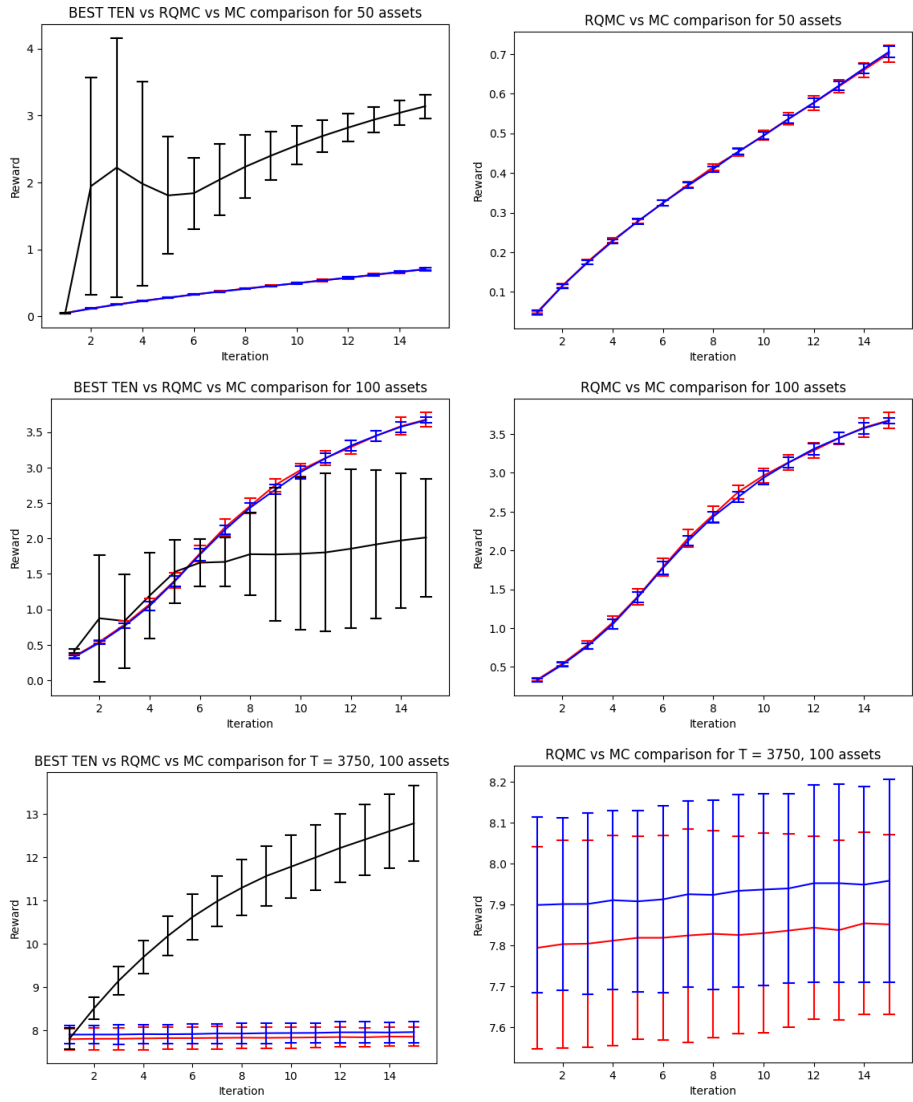 BEST TEN vs RQMC vs MC comparison for 50 assets
Reward
4
3
2
1
0
2 4 6 8 10 12 14
Iteration
RQMC vs MC comparison for 50 assets
Reward
0.7
0.6
0.5
0.4
0.3
0.2
0.1
2 4 6 8 10 12 14
Iteration
BEST TEN vs RQMC vs MC comparison for 100 assets
Reward
3.5
3.0
2.5
2.0
1.5
1.0
0.5
0.0
2 4 6 8 10 12 14
Iteration
RQMC vs MC comparison for 100 assets
Reward
3.5
3.0
2.5
2.0
1.5
1.0
0.5
2 4 6 8 10 12 14
Iteration
BEST TEN vs RQMC vs MC comparison for T = 3750, 100 assets
Reward
13
12
11
10
9
8
2 4 6 8 10 12 14
Iteration
RQMC vs MC comparison for T = 3750, 100 assets
Reward
8.2
8.1
8.0
7.9
7.8
7.7
7.6
2 4 6 8 10 12 14
Iteration